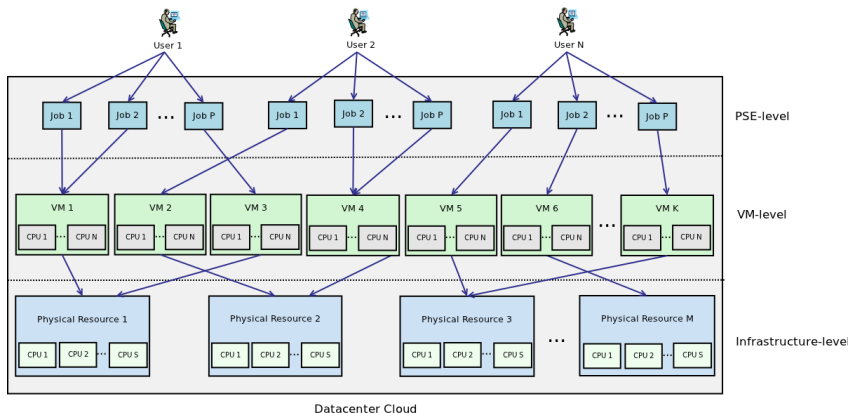 User 1
User 2
User N
Job 1
Job 2
...
Job P
Job 1
Job 2
...
Job P
Job 1
Job 2
...
Job P
PSE-level
VM 1
VM 2
VM 3
VM 4
VM 5
VM 6
...
VM K
VM-level
CPU 1 ... CPU N
CPU 1 ... CPU N
CPU 1 ... CPU N
CPU 1 ... CPU N
CPU 1 ... CPU N
CPU 1 ... CPU N
CPU 1 ... CPU N
Physical Resource 1
Physical Resource 2
Physical Resource 3
...
Physical Resource M
Infrastructure-level
CPU 1 CPU 2 ... CPU S
CPU 1 CPU 2 ... CPU S
CPU 1 CPU 2 ... CPU S
CPU 1 CPU 2 ... CPU S
Datacenter Cloud